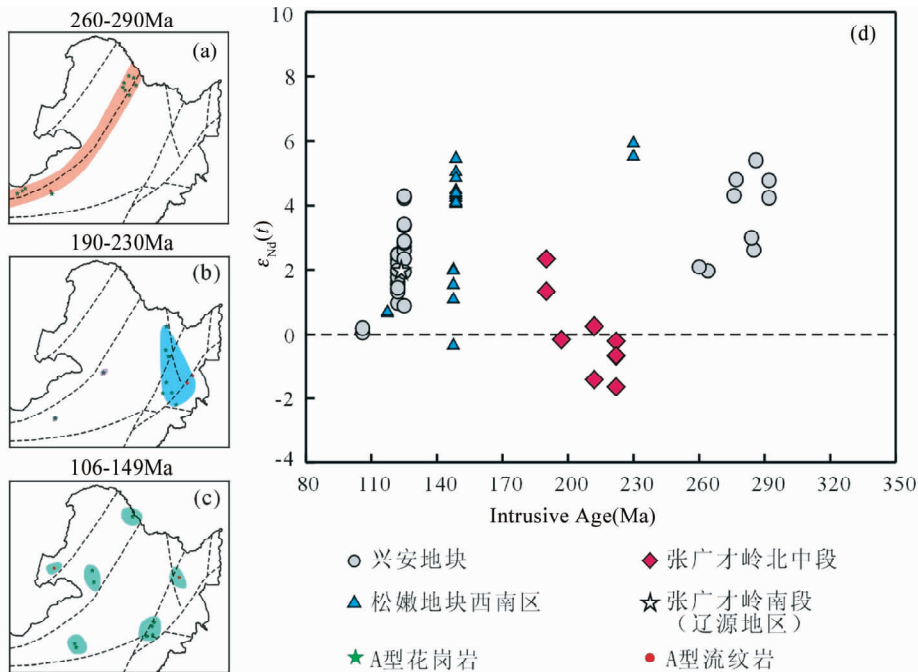 260-290Ma
(a)
190-230Ma
(b)
106-149Ma
(c)
(d)
10
8
6
4
2
0
-2
-4
εNd(t)
80 110 140 170 200 230 260 290 320 350
Intrusive Age(Ma)
兴安地块
张广才岭北中段
松嫩地块西南区
张广才岭南段
（辽源地区）
A型花岗岩
A型流纹岩